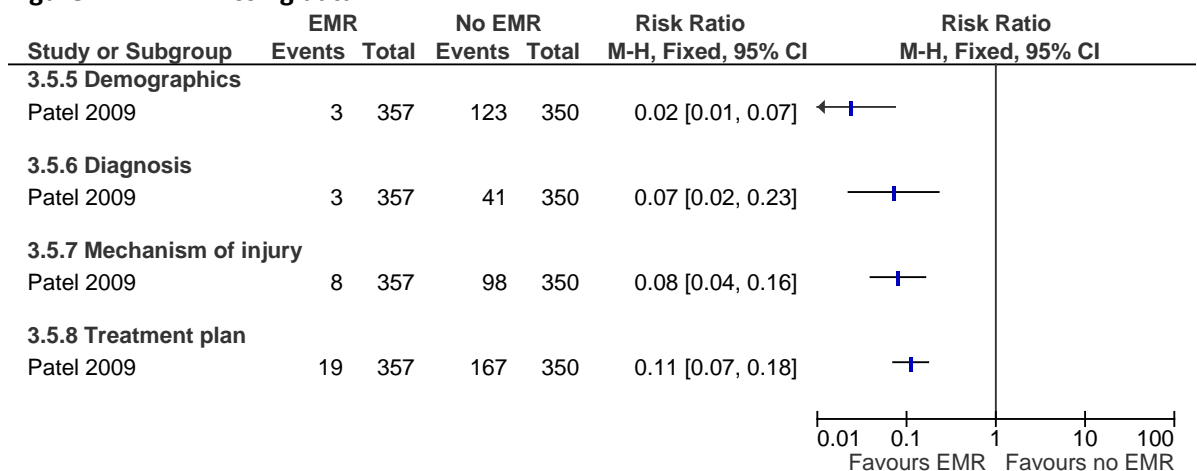 EMR No EMR Risk Ratio Risk Ratio
Study or Subgroup Events Total Events Total M-H, Fixed, 95% CI M-H, Fixed, 95% CI
3.5.5 Demographics
Patel 2009 3 357 123 350 0.02 [0.01, 0.07]
3.5.6 Diagnosis
Patel 2009 3 357 41 350 0.07 [0.02, 0.23]
3.5.7 Mechanism of injury
Patel 2009 8 357 98 350 0.08 [0.04, 0.16]
3.5.8 Treatment plan
Patel 2009 19 357 167 350 0.11 [0.07, 0.18]
0.01 0.1 1 10 100
Favours EMR Favours no EMR